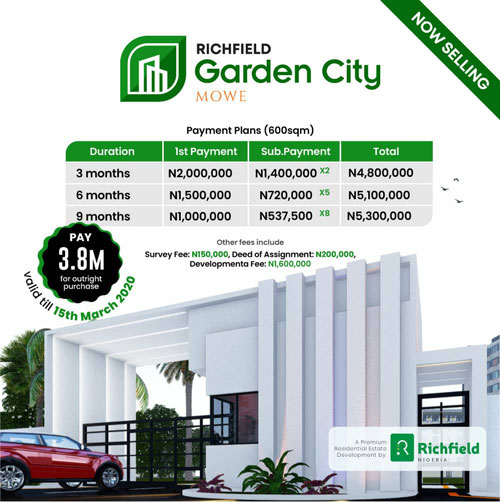 NOW SELLING
RICHFIELD
Garden City
MOWE
Payment Plans (600sqm)
Duration 1st Payment Sub.Payment Total
3 months N2,000,000 N1,400,000 X2 N4,800,000
6 months N1,500,000 N720,000 X5 N5,100,000
9 months N1,000,000 N537,500 X8 N5,300,000
Other fees include
Survey Fee: N150,000, Deed of Assignment: N200,000,
Developmenta Fee: N1,600,000
PAY
3.8M
for outright
purchase
valid till 15th March 2020
A Premium
Residential Estate
Development by
Richfield
NIGERIA